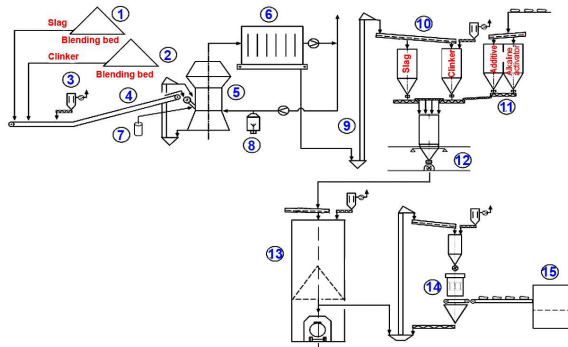 Slag
1
Blending bed
Clinker
2
Blending bed
3
4
5
6
7
8
9
10
Slag
Clinker
Additive
Alkaline
activator
11
12
13
14
15